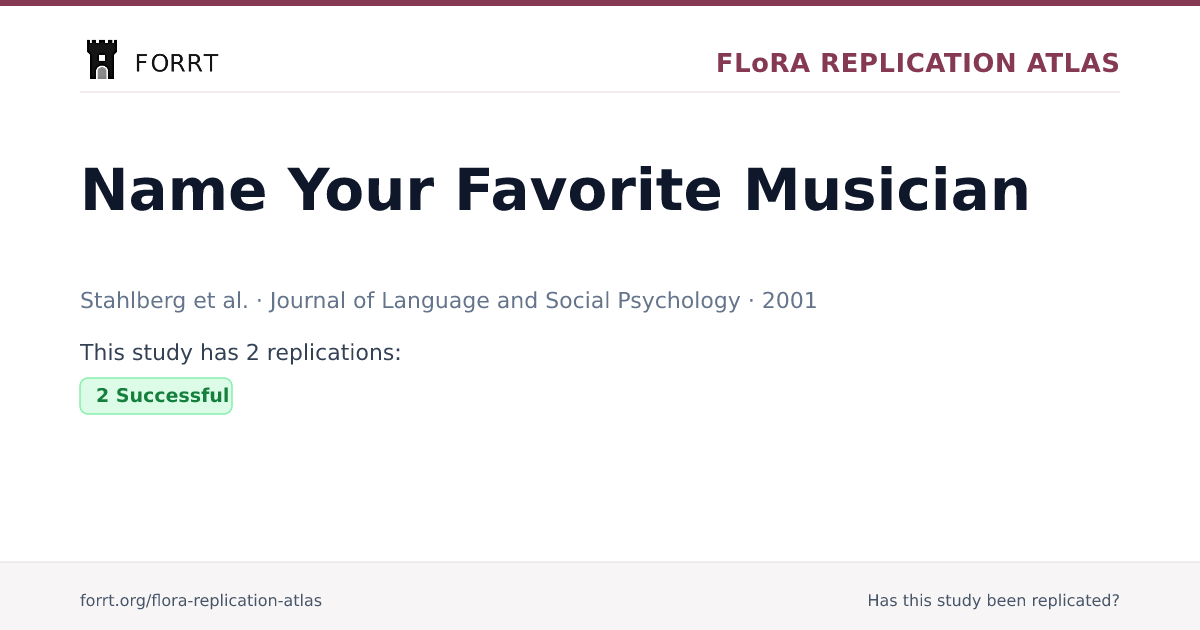 FORRT
FLoRA REPLICATION ATLAS
Name Your Favorite Musician
Stahlberg et al. · Journal of Language and Social Psychology · 2001
This study has 2 replications:
2 Successful
forrt.org/flora-replication-atlas
Has this study been replicated?